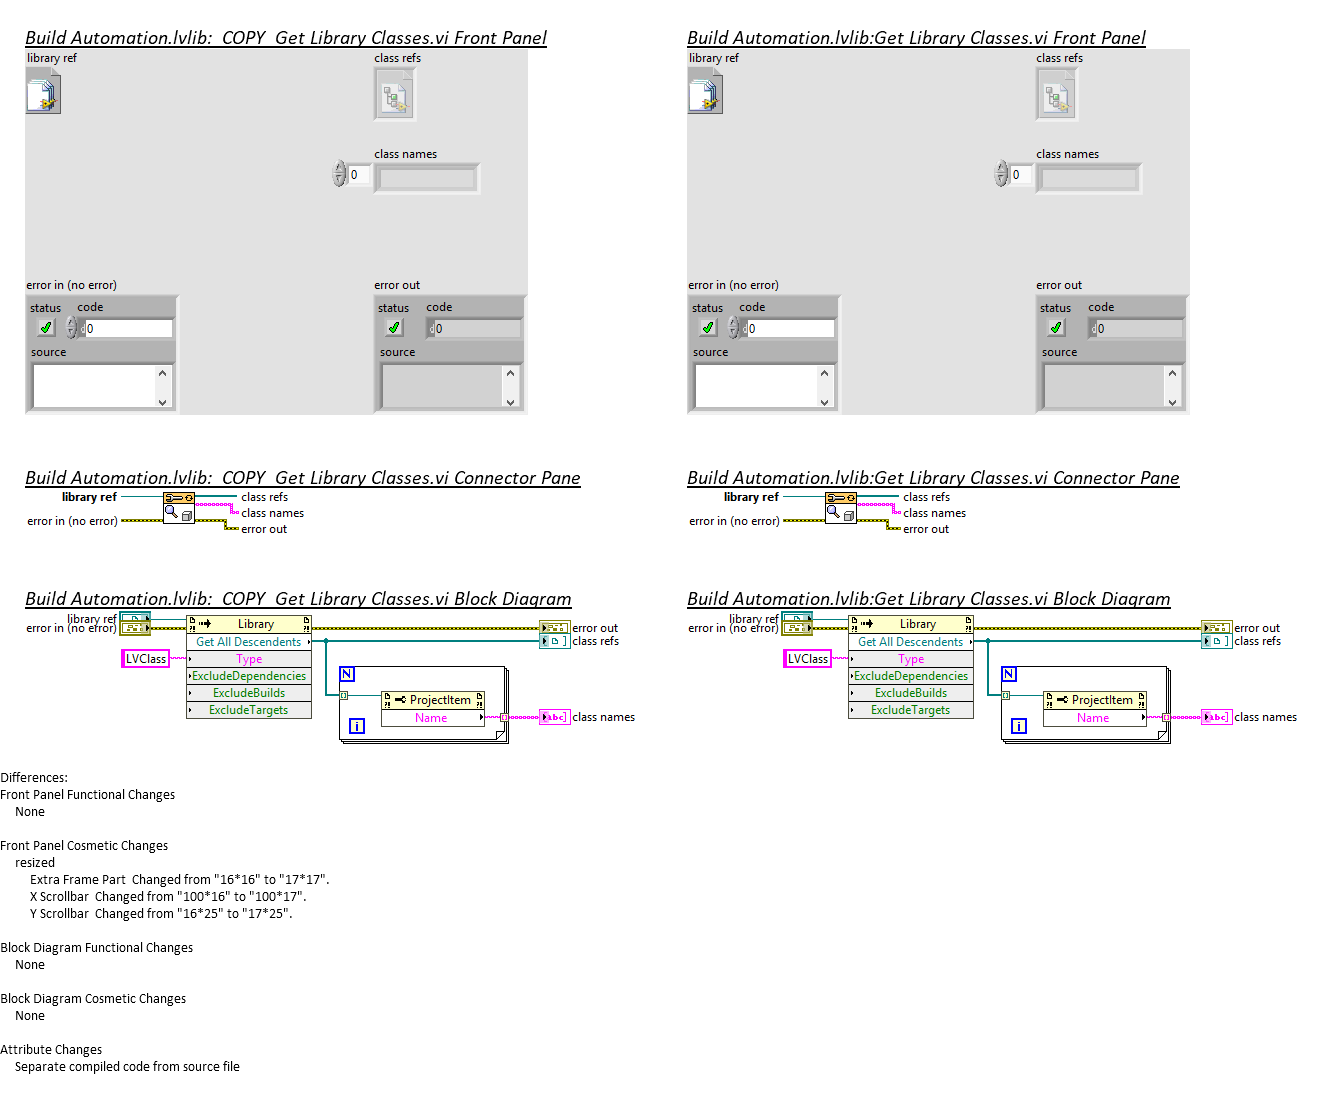 Build Automation.lvlib:  COPY  Get Library Classes.vi Front Panel
library ref
class refs
class names
0
error in (no error)
status code
0
source
error out
status code
d0
source
Build Automation.lvlib:Get Library Classes.vi Front Panel
library ref
class refs
class names
0
error in (no error)
status code
d0
source
error out
status code
d0
source
Build Automation.lvlib:  COPY  Get Library Classes.vi Connector Pane
library ref
error in (no error)
class refs
class names
error out
Build Automation.lvlib:Get Library Classes.vi Connector Pane
library ref
error in (no error)
class refs
class names
error out
Build Automation.lvlib:  COPY  Get Library Classes.vi Block Diagram
library ref
error in (no error)
LVClass
Library
Get All Descendents
Type
ExcludeDependencies
ExcludeBuilds
ExcludeTargets
N
i
ProjectItem
Name
error out
class refs
abc
class names
Build Automation.lvlib:Get Library Classes.vi Block Diagram
library ref
error in (no error)
LVClass
Library
Get All Descendents
Type
ExcludeDependencies
ExcludeBuilds
ExcludeTargets
N
i
ProjectItem
Name
error out
class refs
abc
class names
Differences:
Front Panel Functional Changes
None
Front Panel Cosmetic Changes
resized
Extra Frame Part  Changed from "16*16" to "17*17".
X Scrollbar  Changed from "100*16" to "100*17".
Y Scrollbar  Changed from "16*25" to "17*25".
Block Diagram Functional Changes
None
Block Diagram Cosmetic Changes
None
Attribute Changes
Separate compiled code from source file